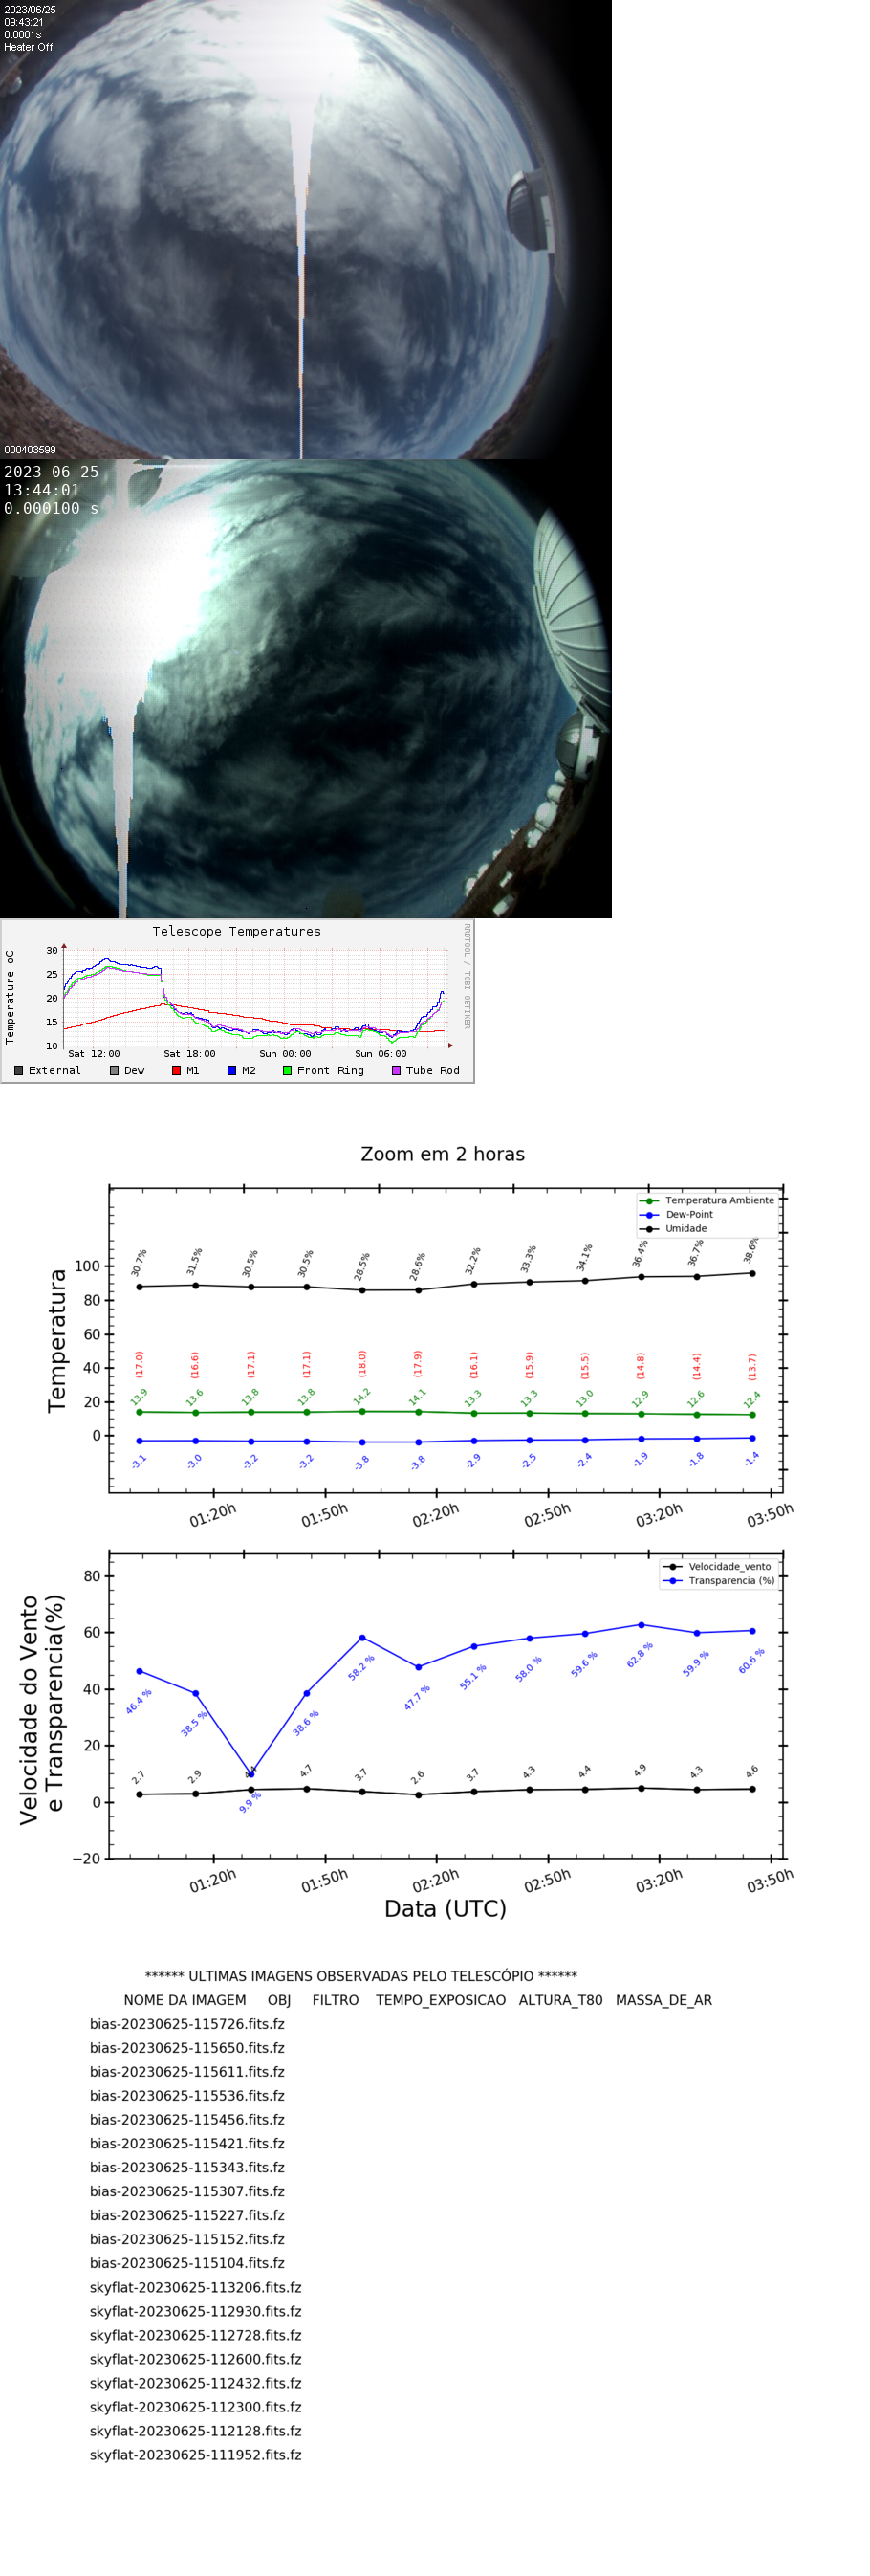 2023/06/25
09:43:21
0.0001s
Heater Off
000403599
2023-06-25
13:44:01
0.000100 s
Telescope Temperatures
RRDTOOL / TOBI OETIKER
Temperature oC
30
25
20
15
10
Sat 12:00 Sat 18:00 Sun 00:00 Sun 06:00
External Dew M1 M2 Front Ring Tube Rod
Zoom em 2 horas
Temperatura Ambiente
Dew-Point
Umidade
Temperatura
100
80
60
40
20
0
30.7% 31.5% 30.5% 30.5% 28.5% 28.6% 32.2% 33.3% 34.1% 36.4% 36.7% 38.6%
(17.0) (16.6) (17.1) (17.1) (18.0) (17.9) (16.1) (15.9) (15.5) (14.8) (14.4) (13.7)
13.9 13.6 13.8 13.8 14.2 14.1 13.3 13.3 13.0 12.9 12.6 12.4
-3.1 -3.0 -3.2 -3.2 -3.8 -3.8 -2.9 -2.5 -2.4 -1.9 -1.8 -1.4
01:20h 01:50h 02:20h 02:50h 03:20h 03:50h
Velocidade_vento
Transparencia (%)
Velocidade do Vento
e Transparencia(%)
80
60
40
20
0
−20
46.4 % 38.5 % 9.9 % 38.6 % 58.2 % 47.7 % 55.1 % 58.0 % 59.6 % 62.8 % 59.9 % 60.6 %
2.7 2.9 4.7 3.7 2.6 3.7 4.3 4.4 4.9 4.3 4.6
01:20h 01:50h 02:20h 02:50h 03:20h 03:50h
Data (UTC)
****** ULTIMAS IMAGENS OBSERVADAS PELO TELESCÓPIO ******
NOME DA IMAGEM OBJ FILTRO TEMPO_EXPOSICAO ALTURA_T80 MASSA_DE_AR
bias-20230625-115726.fits.fz
bias-20230625-115650.fits.fz
bias-20230625-115611.fits.fz
bias-20230625-115536.fits.fz
bias-20230625-115456.fits.fz
bias-20230625-115421.fits.fz
bias-20230625-115343.fits.fz
bias-20230625-115307.fits.fz
bias-20230625-115227.fits.fz
bias-20230625-115152.fits.fz
bias-20230625-115104.fits.fz
skyflat-20230625-113206.fits.fz
skyflat-20230625-112930.fits.fz
skyflat-20230625-112728.fits.fz
skyflat-20230625-112600.fits.fz
skyflat-20230625-112432.fits.fz
skyflat-20230625-112300.fits.fz
skyflat-20230625-112128.fits.fz
skyflat-20230625-111952.fits.fz